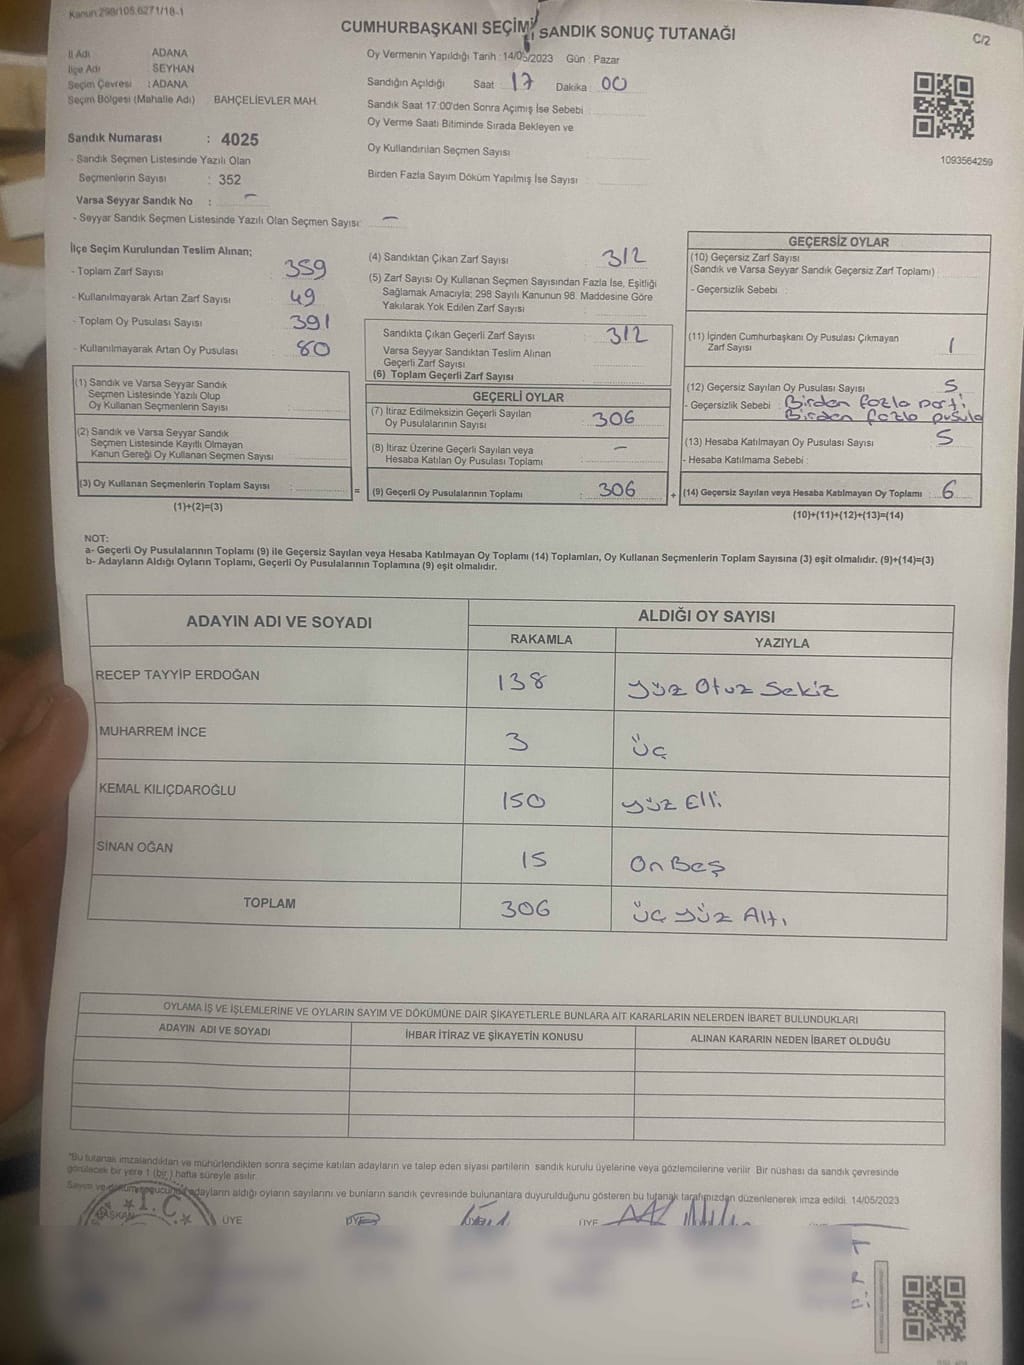 Kanun:298/105,6271/18-1
CUMHURBAŞKANI SEÇİMİ SANDIK SONUÇ TUTANAĞI
C/2
İl Adı ADANA
İlçe Adı SEYHAN
Seçim Çevresi : ADANA
Seçim Bölgesi (Mahalle Adı) BAHÇELİEVLER MAH.
Oy Vermenin Yapıldığı Tarih : 14/05/2023 Gün : Pazar
Sandığın Açıldığı Saat 17 Dakika : 00
Sandık Saat 17:00'den Sonra Açımış İse Sebebi :
Oy Verme Saati Bitiminde Sırada Bekleyen ve
Oy Kullandırılan Seçmen Sayısı
Birden Fazla Sayım Döküm Yapılmış İse Sayısı :
1093564259
Sandık Numarası : 4025
- Sandık Seçmen Listesinde Yazılı Olan
Seçmenlerin Sayısı : 352
Varsa Seyyar Sandık No : -
- Seyyar Sandık Seçmen Listesinde Yazılı Olan Seçmen Sayısı: -
İlçe Seçim Kurulundan Teslim Alınan;
- Toplam Zarf Sayısı 359
- Kullanılmayarak Artan Zarf Sayısı 49
- Toplam Oy Pusulası Sayısı 391
- Kullanılmayarak Artan Oy Pusulası 80
(1) Sandık ve Varsa Seyyar Sandık
Seçmen Listesinde Yazılı Olup
Oy Kullanan Seçmenlerin Sayısı :
(2) Sandık ve Varsa Seyyar Sandık
Seçmen Listesinde Kayıtlı Olmayan
Kanun Gereği Oy Kullanan Seçmen Sayısı
(3) Oy Kullanan Seçmenlerin Toplam Sayısı :
(1)+(2)=(3)
=
(4) Sandıktan Çıkan Zarf Sayısı 312
(5) Zarf Sayısı Oy Kullanan Seçmen Sayısından Fazla İse, Eşitliği
Sağlamak Amacıyla; 298 Sayılı Kanunun 98. Maddesine Göre
Yakılarak Yok Edilen Zarf Sayısı :
Sandıkta Çıkan Geçerli Zarf Sayısı 312
Varsa Seyyar Sandıktan Teslim Alınan
Geçerli Zarf Sayısı
(6) Toplam Geçerli Zarf Sayısı
GEÇERLİ OYLAR
(7) İtiraz Edilmeksizin Geçerli Sayılan
Oy Pusulalarının Sayısı : 306
(8) İtiraz Üzerine Geçerli Sayılan veya
Hesaba Katılan Oy Pusulası Toplamı -
(9) Geçerli Oy Pusulalarının Toplamı : 306
+
GEÇERSİZ OYLAR
(10) Geçersiz Zarf Sayısı
(Sandık ve Varsa Seyyar Sandık Geçersiz Zarf Toplamı)
- Geçersizlik Sebebi :
(11) İçinden Cumhurbaşkanı Oy Pusulası Çıkmayan
Zarf Sayısı 1
(12) Geçersiz Sayılan Oy Pusulası Sayısı 5
- Geçersizlik Sebebi : Birden fazla parti
Birden fazla pusula
(13) Hesaba Katılmayan Oy Pusulası Sayısı 5
- Hesaba Katılmama Sebebi :
(14) Geçersiz Sayılan veya Hesaba Katılmayan Oy Toplamı : 6
(10)+(11)+(12)+(13)=(14)
NOT:
a- Geçerli Oy Pusulalarının Toplamı (9) ile Geçersiz Sayılan veya Hesaba Katılmayan Oy Toplamı (14) Toplamları, Oy Kullanan Seçmenlerin Toplam Sayısına (3) eşit olmalıdır. (9)+(14)=(3)
b- Adayların Aldığı Oyların Toplamı, Geçerli Oy Pusulalarının Toplamına (9) eşit olmalıdır.
ADAYIN ADI VE SOYADI ALDIĞI OY SAYISI
RAKAMLA YAZIYLA
RECEP TAYYİP ERDOĞAN 138 Yüz Otuz Sekiz
MUHARREM İNCE 3 Üç
KEMAL KILIÇDAROĞLU 150 Yüz Elli
SİNAN OĞAN 15 On Beş
TOPLAM 306 Üç Yüz Altı
OYLAMA İŞ VE İŞLEMLERİNE VE OYLARIN SAYIM VE DÖKÜMÜNE DAİR ŞİKAYETLERLE BUNLARA AİT KARARLARIN NELERDEN İBARET BULUNDUKLARI
ADAYIN ADI VE SOYADI İHBAR İTİRAZ VE ŞİKAYETİN KONUSU ALINAN KARARIN NEDEN İBARET OLDUĞU
"Bu tutanak imzalandıktan ve mühürlendikten sonra seçime katılan adayların ve talep eden siyasi partilerin sandık kurulu üyelerine veya gözlemcilerine verilir. Bir nüshası da sandık çevresinde
görülecek bir yere 1 (bir ) hafta süreyle asılır.
Sayım ve döküm sonucunda adayların aldığı oyların sayılarını ve bunların sandık çevresinde bulunanlara duyurulduğunu gösteren bu tutanak tarafımızdan düzenlenerek imza edildi. 14/05/2023
BAŞKAN ÜYE ÜYE ÜYE
T.C.